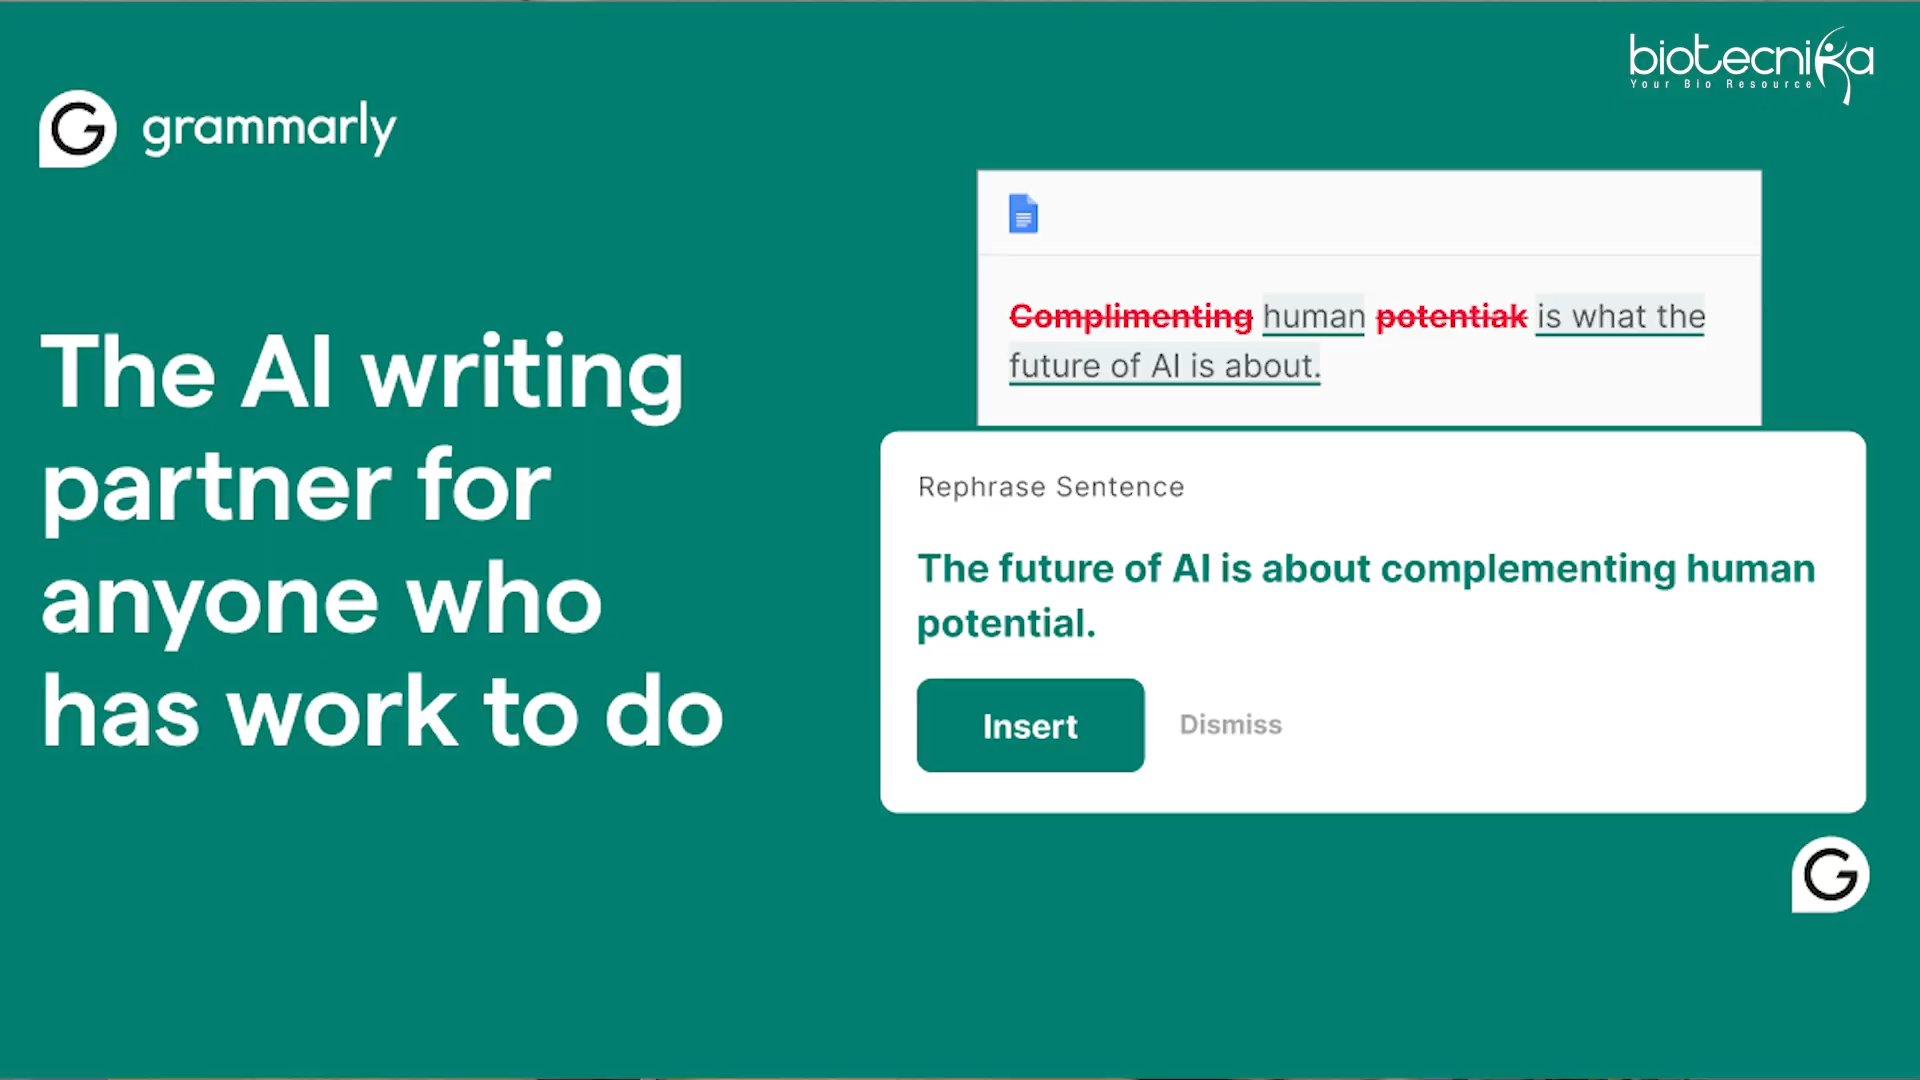 biotecnika
Your Bio Resource
grammarly
The AI writing
partner for
anyone who
has work to do
Complimenting human potentiak is what the
future of AI is about.
Rephrase Sentence
The future of AI is about complementing human
potential.
Insert Dismiss
G